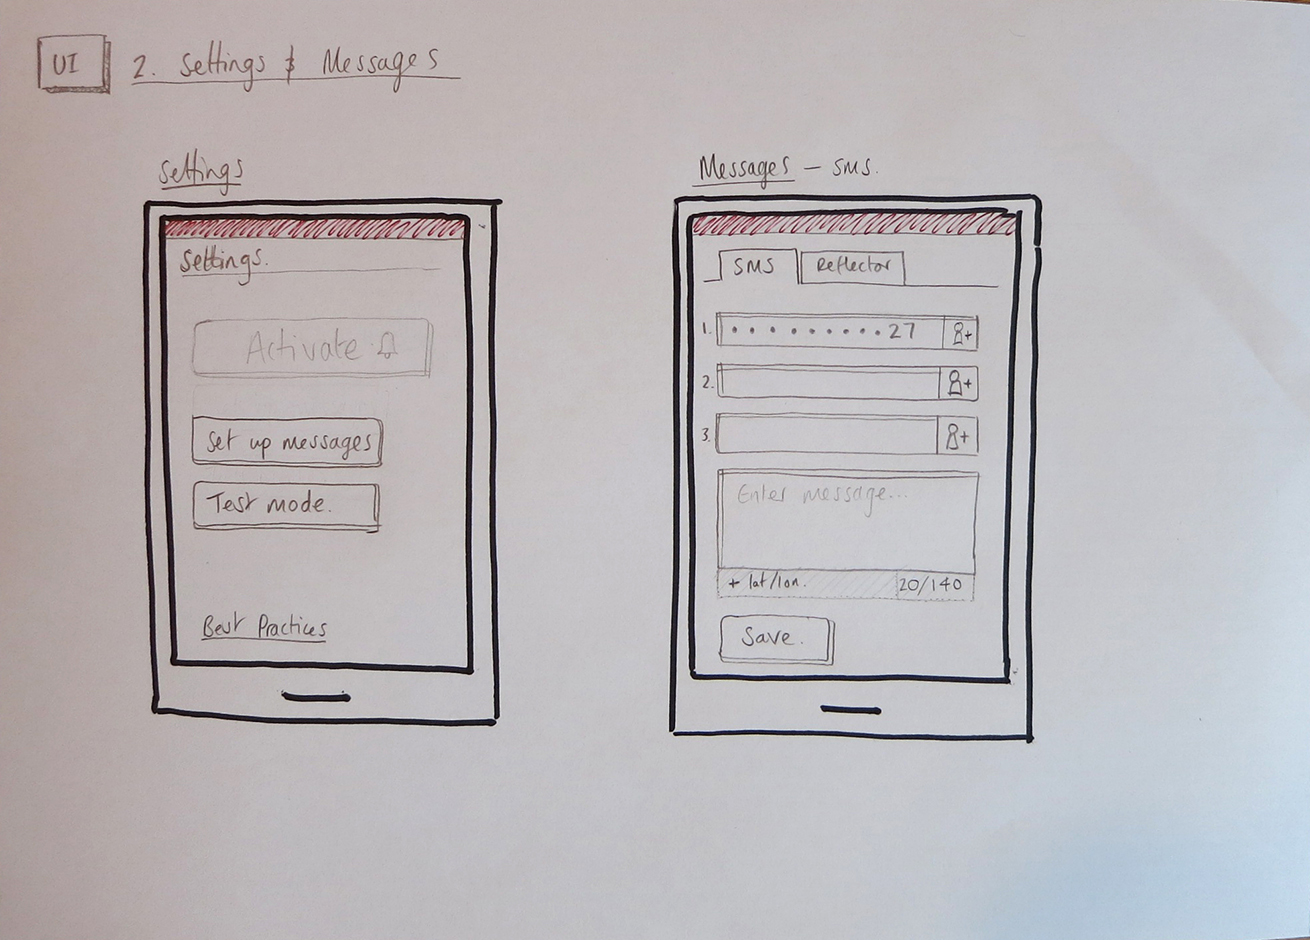 UI
2. Settings & Messages
Settings
Settings.
Activate
Set up messages
Test mode.
Best Practices
Messages – SMS.
SMS
Reflector
1. • • • • • • • • • 27
+
2.
+
3.
+
Enter message...
+ lat/lon.
20/140
Save.